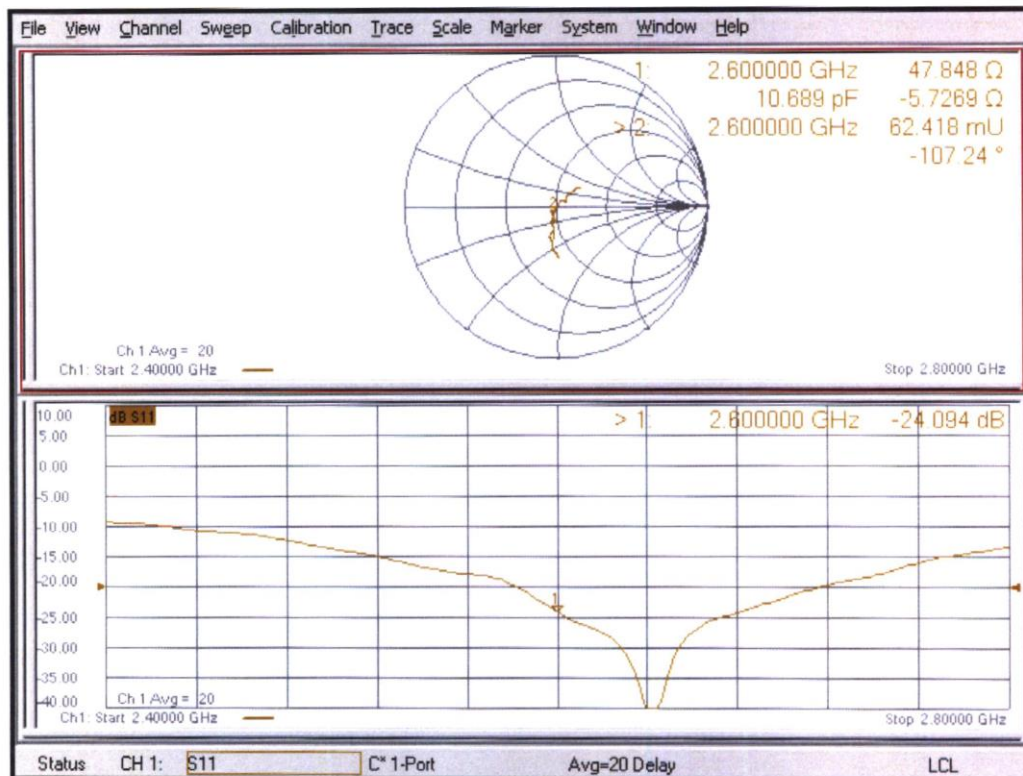 File View Channel Sweep Calibration Trace Scale Marker System Window Help
1: 2.600000 GHz 47.848 Ω
10.689 pF -5.7269 Ω
> 2: 2.600000 GHz 62.418 mU
-107.24 °
Ch 1 Avg = 20
Ch1: Start 2.40000 GHz
Stop 2.80000 GHz
10.00
dB S11
> 1: 2.600000 GHz -24.094 dB
5.00
0.00
-5.00
-10.00
-15.00
-20.00
-25.00
1
-30.00
-35.00
-40.00
Ch 1 Avg = 20
Ch1: Start 2.40000 GHz
Stop 2.80000 GHz
Status CH 1: S11 C* 1-Port Avg=20 Delay LCL